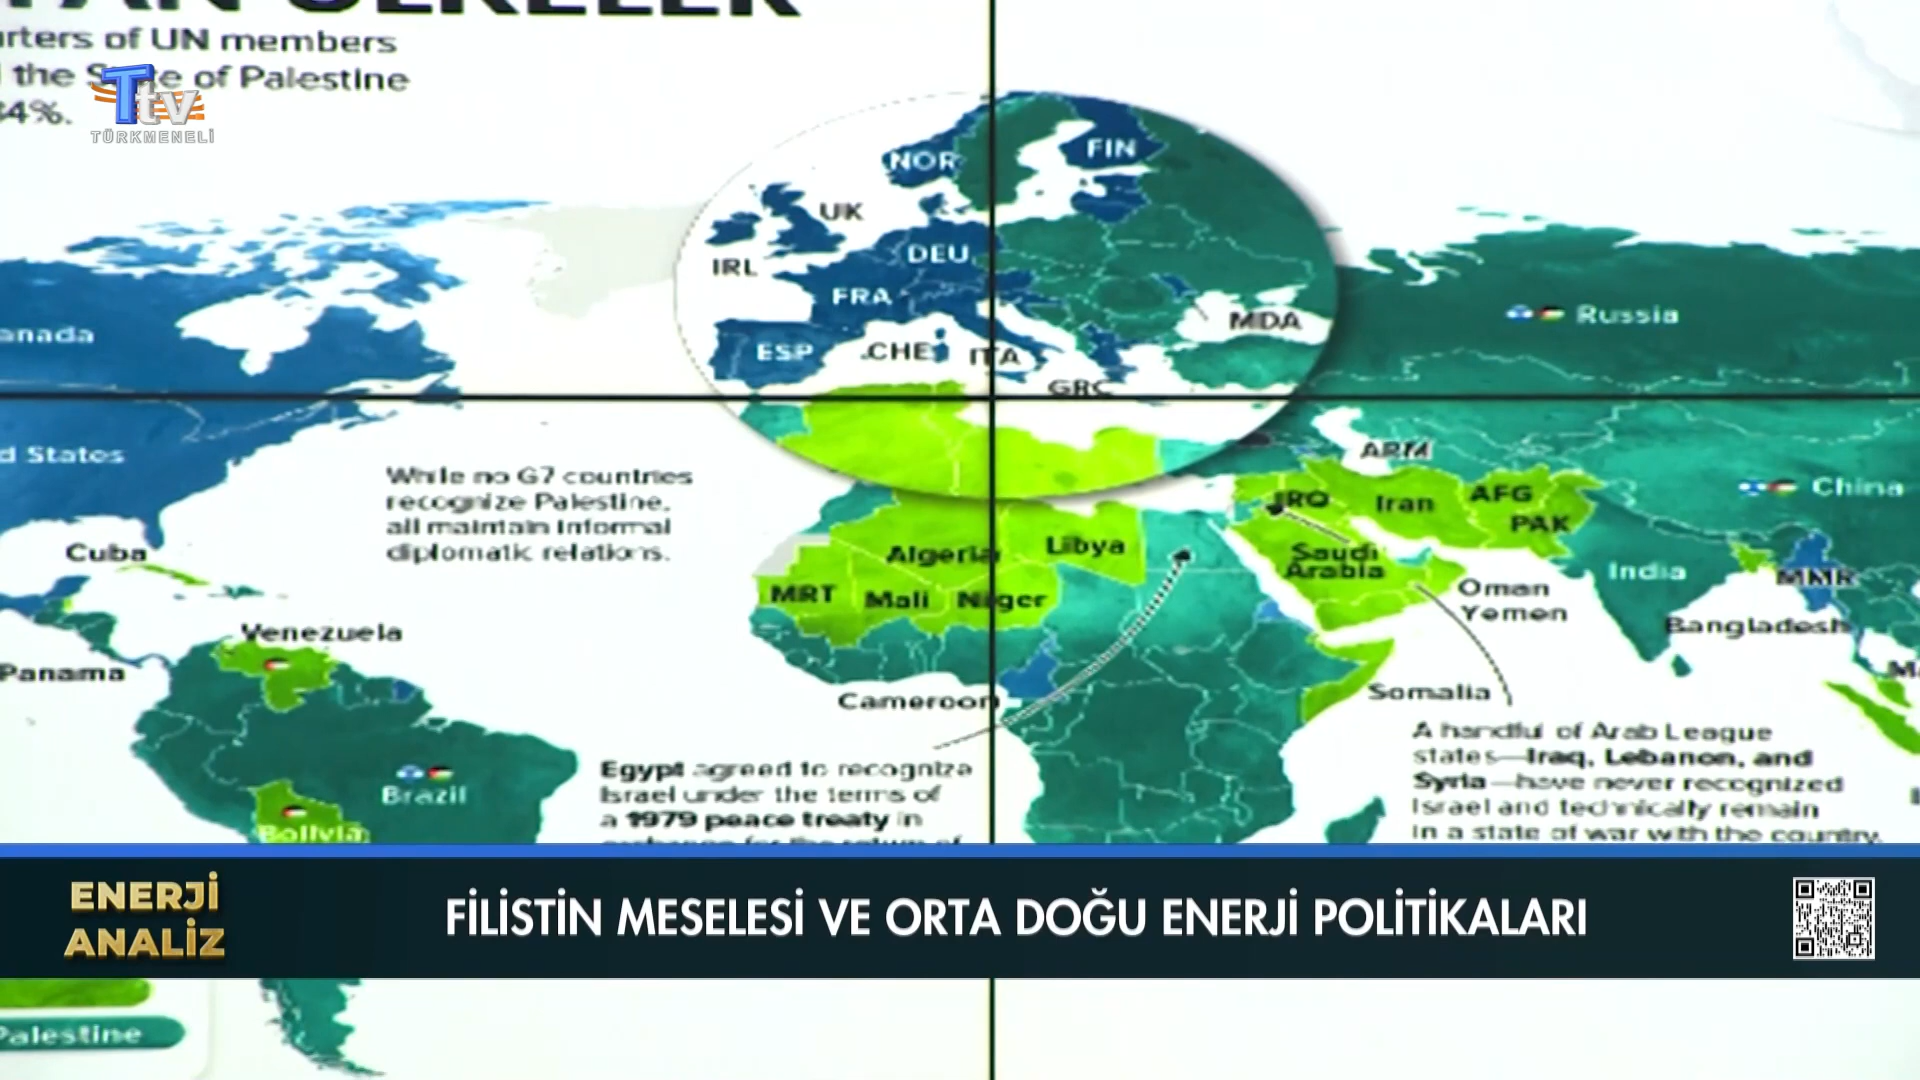 rters of UN members
the State of Palestine
34%.
Ttv
TÜRKMENELİ
NOR
FIN
UK
DEU
IRL
FRA
MDA
ESP
CHE
ITA
GRC
anada
Russia
d States
ARM
China
While no G7 countries
recognize Palestine,
all maintain informal
diplomatic relations.
IRQ
Iran
AFG
PAK
Cuba
Algeria
Libya
Saudi
Arabia
India
MMR
MRT
Mali
Niger
Oman
Yemen
Bangladesh
Venezuela
Panama
Cameroon
Somalia
Egypt agreed to recognize
Israel under the terms of
a 1979 peace treaty in
A handful of Arab League
states—Iraq, Lebanon, and
Syria—have never recognized
Israel and technically remain
in a state of war with the country.
Brazil
Bolivia
ENERJİ
ANALİZ
FİLİSTİN MESELESİ VE ORTA DOĞU ENERJİ POLİTİKALARI
Palestine